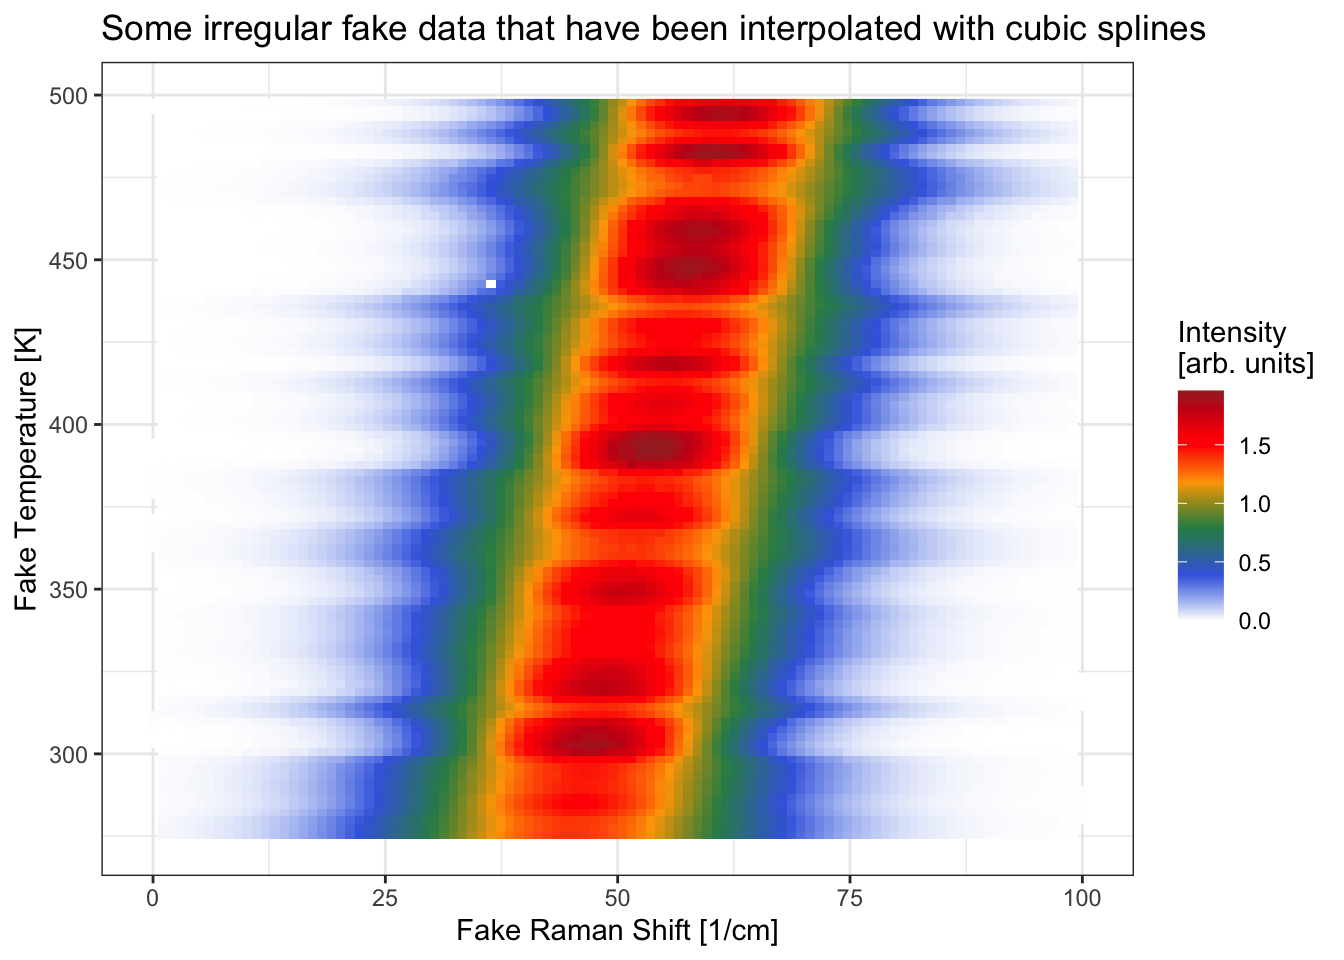 Some irregular fake data that have been interpolated with cubic splines
500
450
400
350
300
Fake Temperature [K]
0 25 50 75 100
Fake Raman Shift [1/cm]
Intensity
[arb. units]
1.5
1.0
0.5
0.0